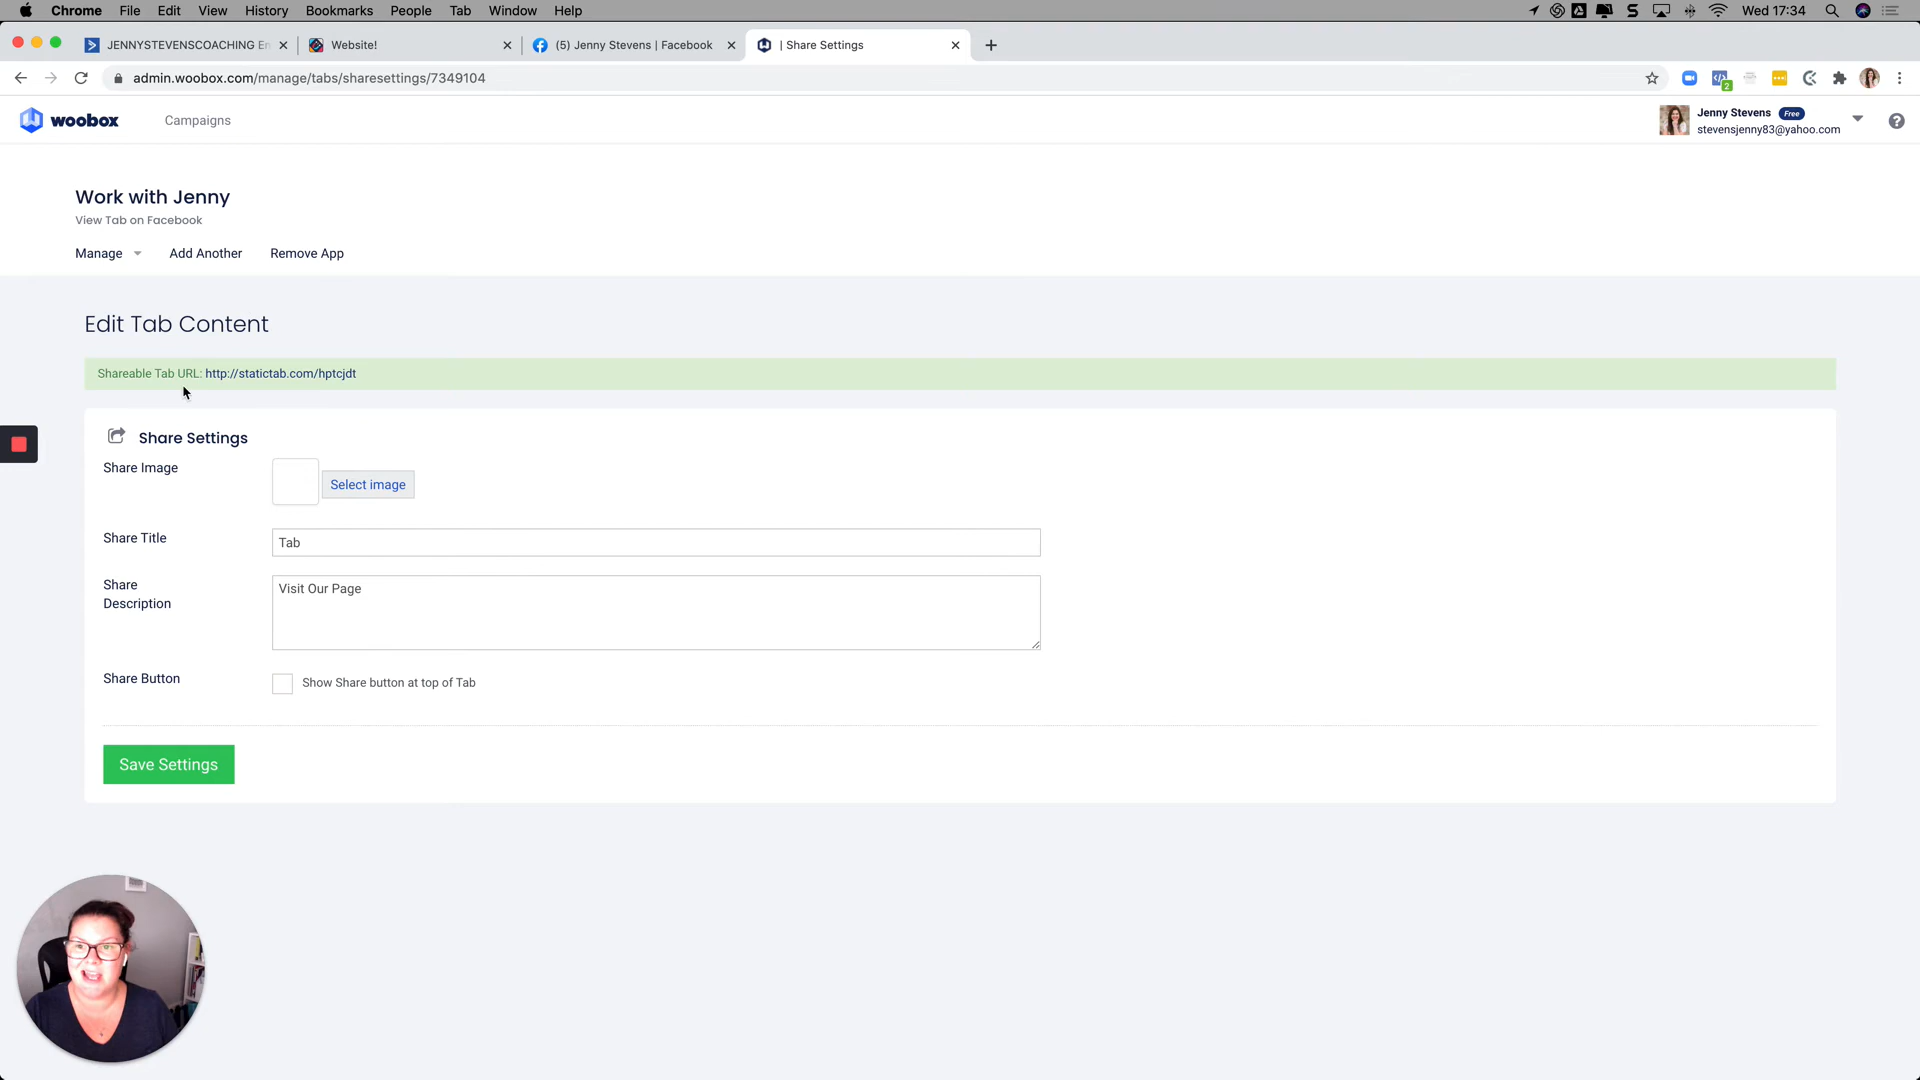 Chrome File Edit View History Bookmarks People Tab Window Help Wed 17:34
JENNYSTEVENSCOACHING En
Website!
(5) Jenny Stevens | Facebook
| Share Settings
admin.woobox.com/manage/tabs/sharesettings/7349104
2
woobox
Campaigns
Jenny Stevens Free
stevensjenny83@yahoo.com
Work with Jenny
View Tab on Facebook
Manage
Add Another
Remove App
Edit Tab Content
Shareable Tab URL: http://statictab.com/hptcjdt
Share Settings
Share Image
Select image
Share Title
Tab
Share
Description
Visit Our Page
Share Button
Show Share button at top of Tab
Save Settings